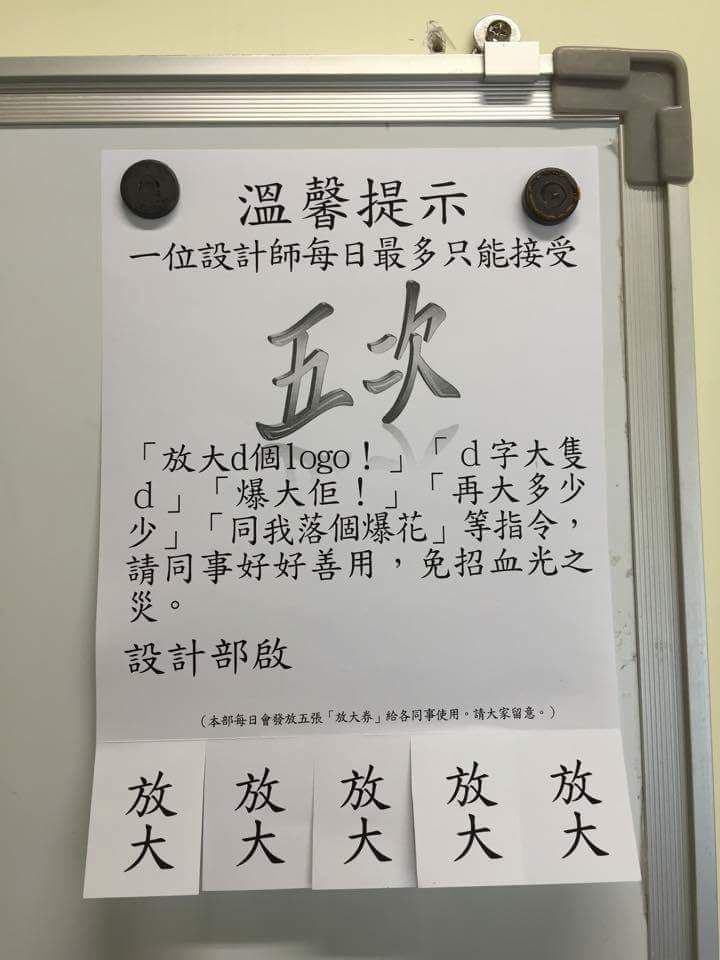 溫馨提示
一位設計師每日最多只能接受
五次
「放大d個logo！」「ｄ字大隻
ｄ」「爆大佢！」「再大多少
少」「同我落個爆花」等指令，
請同事好好善用，免招血光之
災。
設計部啟
（本部每日會發放五張「放大券」給各同事使用。請大家留意。）
放大
放大
放大
放大
放大